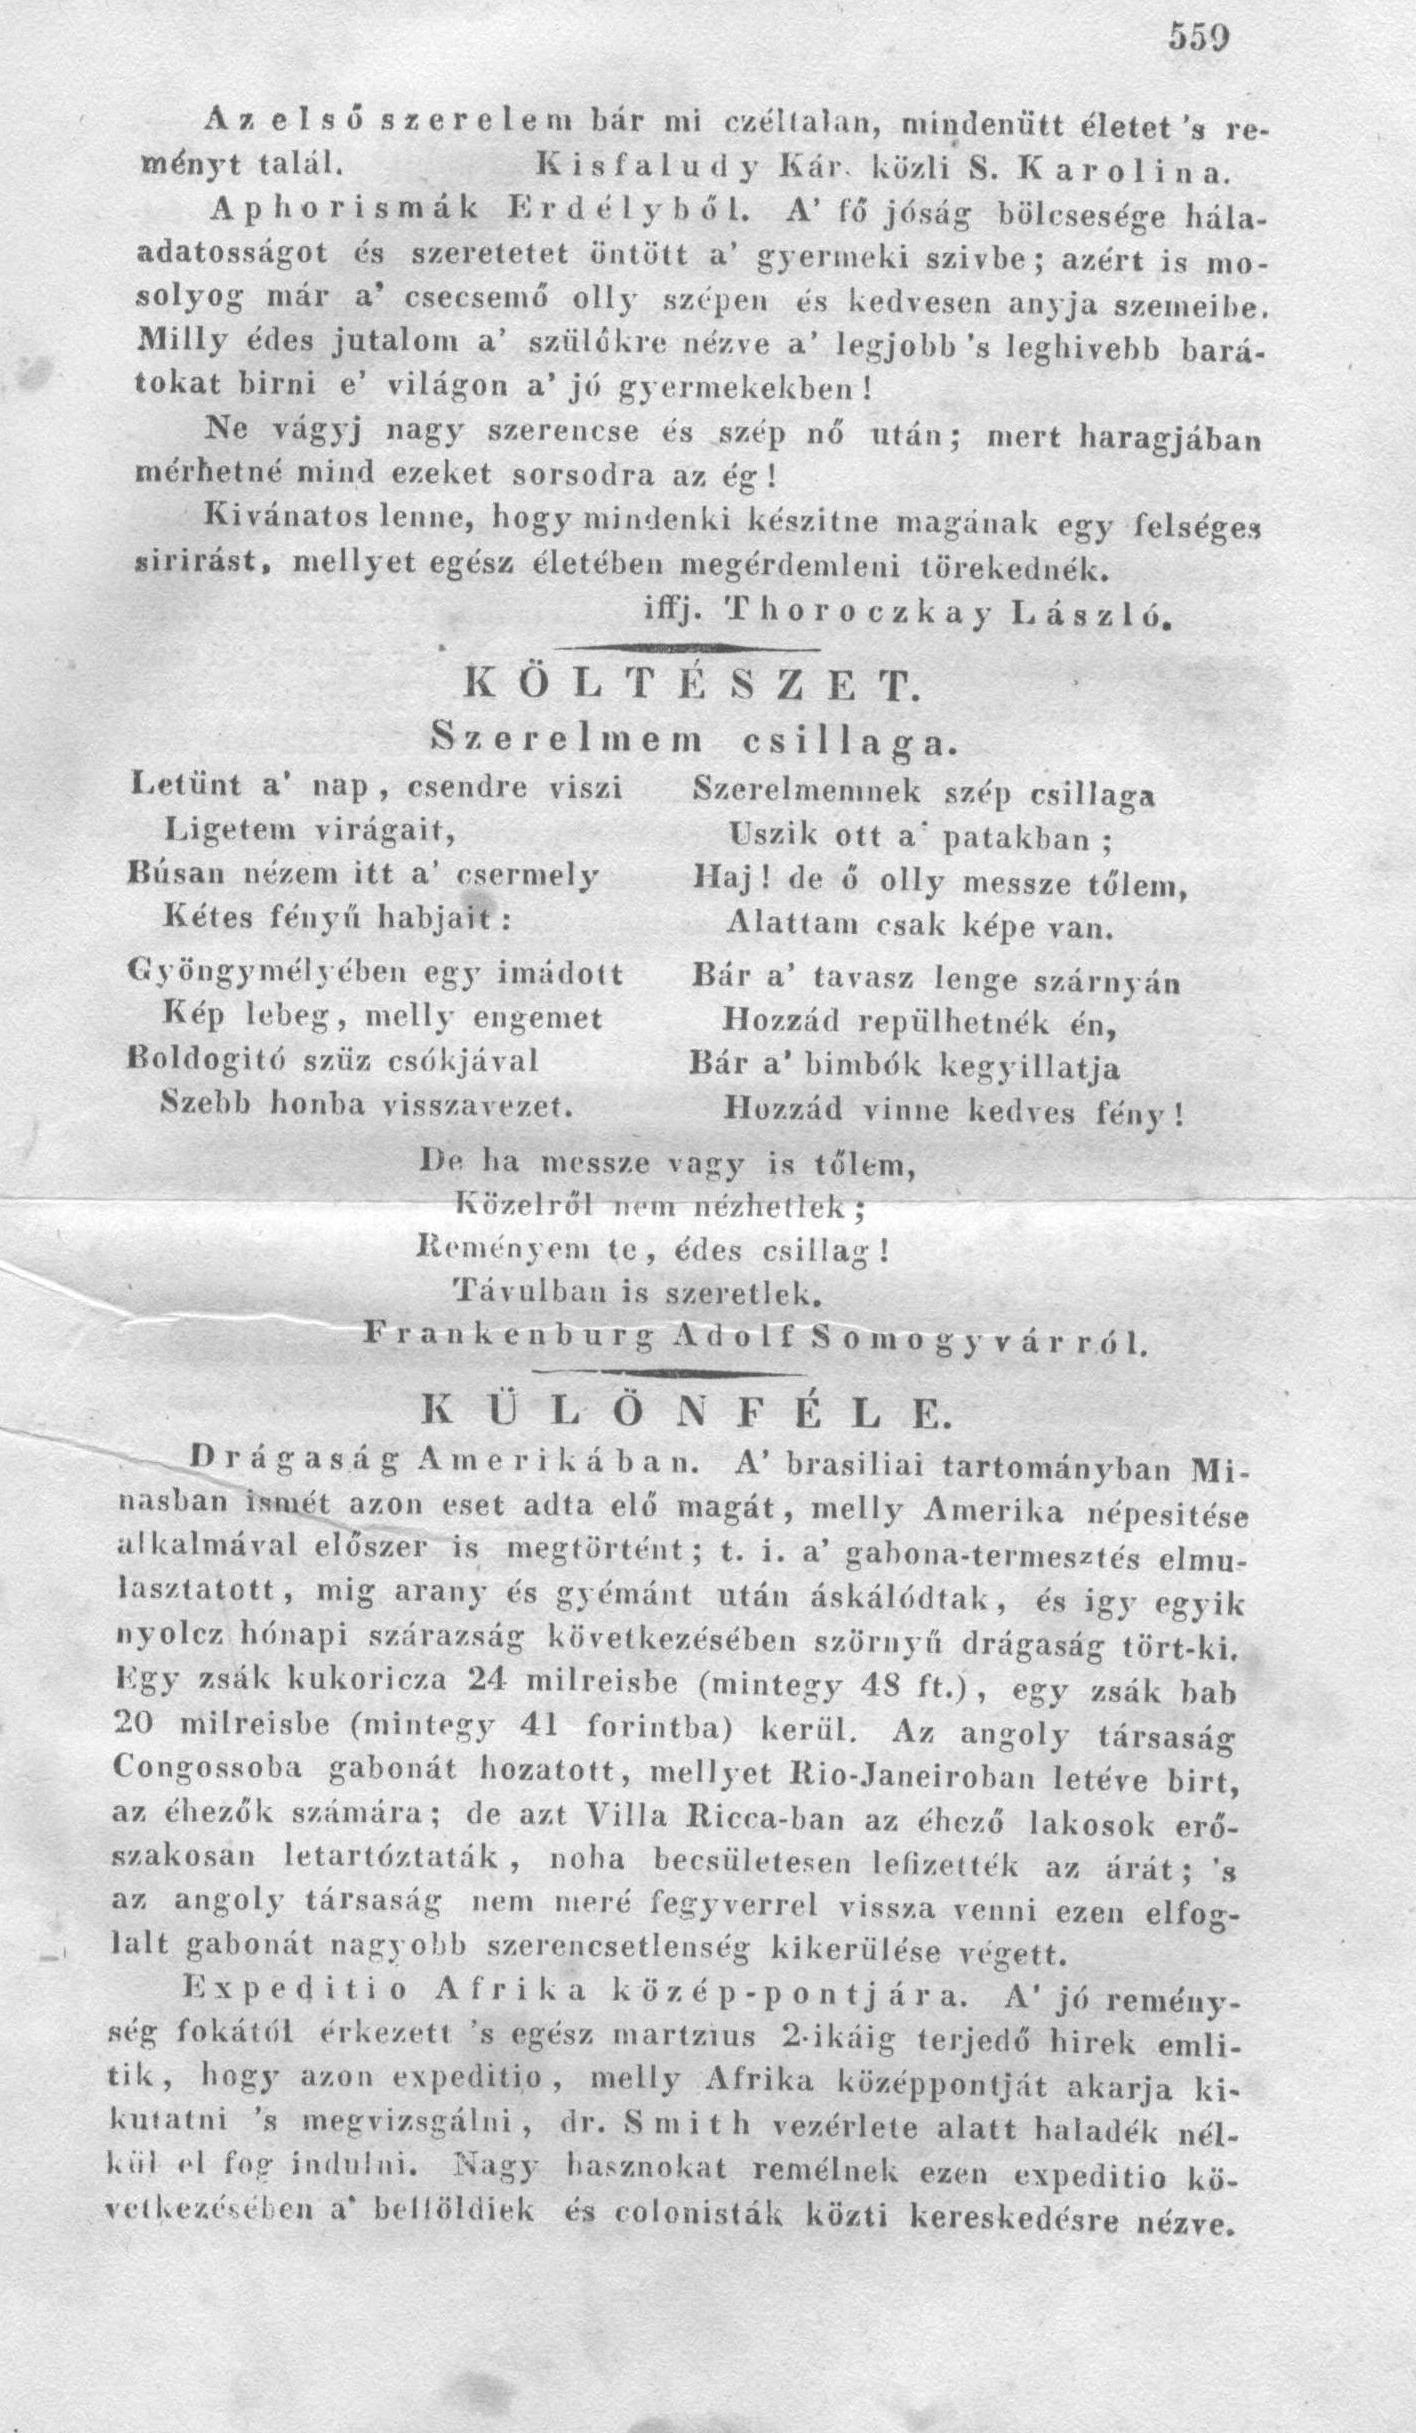 559
Az első szerelem bár mi czéltalan, mindenütt életet 's re-
ményt talál. Kisfaludy Kár. közli S. Karolina.
Aphorismák Erdélyből. A' fő jóság bölcsesége hála-
adatosságot és szeretetet öntött a' gyermeki szivbe; azért is mo-
solyog már a' csecsemő olly szépen és kedvesen anyja szemeibe.
Milly édes jutalom a' szülőkre nézve a' legjobb 's leghivebb bará-
tokat birni e' világon a' jó gyermekekben!
Ne vágyj nagy szerencse és szép nő után; mert haragjában
mérhetné mind ezeket sorsodra az ég!
Kivánatos lenne, hogy mindenki készitne magának egy felséges
sirirást, mellyet egész életében megérdemleni törekednék.
iffj. Thoroczkay László.
KÖLTÉSZET.
Szerelmem csillaga.
Letünt a' nap, csendre viszi
Ligetem virágait,
Búsan nézem itt a' csermely
Kétes fényű habjait:
Gyöngymélyében egy imádott
Kép lebeg, melly engemet
Boldogitó szüz csókjával
Szebb honba visszavezet.
Szerelmemnek szép csillaga
Uszik ott a' patakban;
Haj! de ő olly messze tőlem,
Alattam csak képe van.
Bár a' tavasz lenge szárnyán
Hozzád repülhetnék én,
Bár a' bimbók kegyillatja
Hozzád vinne kedves fény!
De ha messze vagy is tőlem,
Közelről nem nézhetlek;
Reményem te, édes csillag!
Távulban is szeretlek.
Frankenburg Adolf Somogyvárról.
KÜLÖNFÉLE.
Drágaság Amerikában. A' brasiliai tartományban Mi-
nasban ismét azon eset adta elő magát, melly Amerika népesitése
alkalmával előszer is megtörtént; t. i. a' gabona-termesztés elmu-
lasztatott, mig arany és gyémánt után áskálódtak, és igy egyik
nyolcz hónapi szárazság következésében szörnyű drágaság tört-ki.
Egy zsák kukoricza 24 milreisbe (mintegy 48 ft.), egy zsák bab
20 milreisbe (mintegy 41 forintba) kerül. Az angoly társaság
Congossoba gabonát hozatott, mellyet Rio-Janeiroban letéve birt,
az éhezők számára; de azt Villa Ricca-ban az éhező lakosok erő-
szakosan letartóztaták, noha becsületesen lefizették az árát; 's
az angoly társaság nem meré fegyverrel vissza venni ezen elfog-
lalt gabonát nagyobb szerencsetlenség kikerülése végett.
Expeditio Afrika közép-pontjára. A' jó remény-
ség fokától érkezett 's egész martzius 2-ikáig terjedő hirek emli-
tik, hogy azon expeditio, melly Afrika középpontját akarja ki-
kutatni 's megvizsgálni, dr. Smith vezérlete alatt haladék nél-
kül el fog indulni. Nagy hasznokat remélnek ezen expeditio kö-
vetkezésében a' belföldiek és colonisták közti kereskedésre nézve.